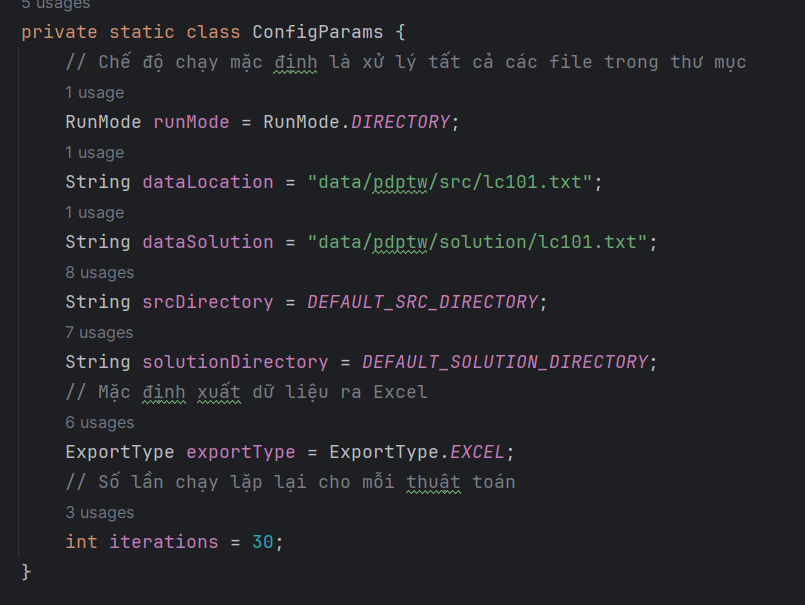 5 usages
private static class ConfigParams {
// Chế độ chạy mặc định là xử lý tất cả các file trong thư mục
1 usage
RunMode runMode = RunMode.DIRECTORY;
1 usage
String dataLocation = "data/pdptw/src/lc101.txt";
1 usage
String dataSolution = "data/pdptw/solution/lc101.txt";
8 usages
String srcDirectory = DEFAULT_SRC_DIRECTORY;
7 usages
String solutionDirectory = DEFAULT_SOLUTION_DIRECTORY;
// Mặc định xuất dữ liệu ra Excel
6 usages
ExportType exportType = ExportType.EXCEL;
// Số lần chạy lặp lại cho mỗi thuật toán
3 usages
int iterations = 30;
}